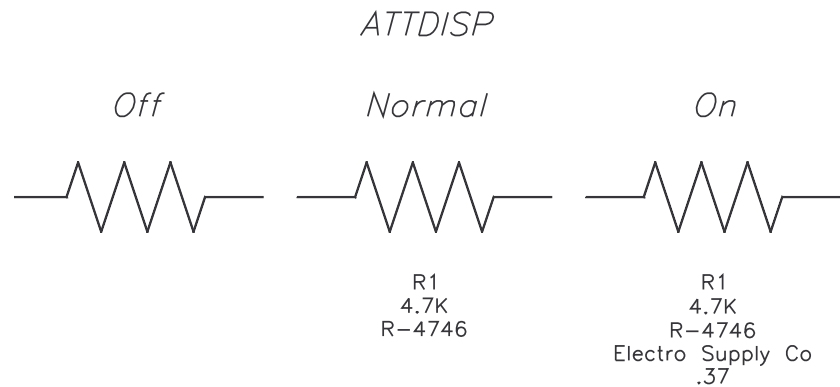 ATTDISP
Off
Normal
On
R1
4.7K
R-4746
R1
4.7K
R-4746
Electro Supply Co
.37